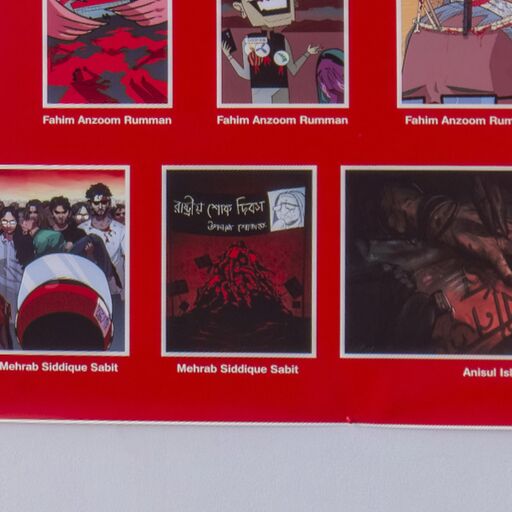 Fahim Anzoom Rumman
Fahim Anzoom Rumman
Fahim Anzoom Rum
রাষ্ট্রীয় শোক দিবস
Mehrab Siddique Sabit
Mehrab Siddique Sabit
Anisul Isl